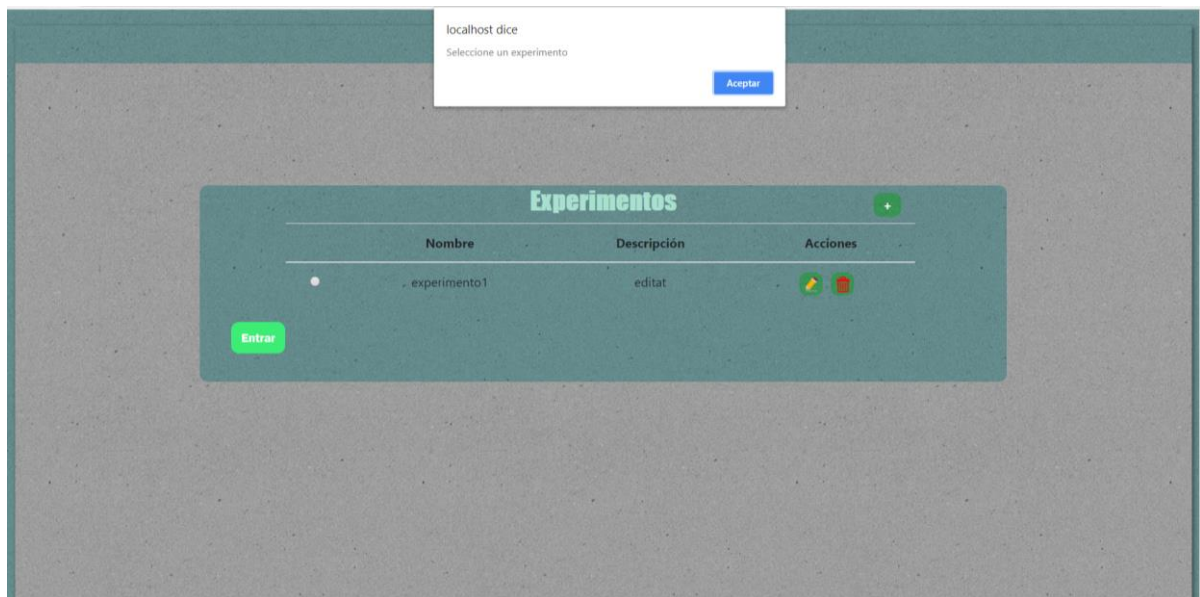 localhost dice
Seleccione un experimento
Aceptar
Experimentos
+
Nombre Descripción Acciones
experimento1 editat
Entrar